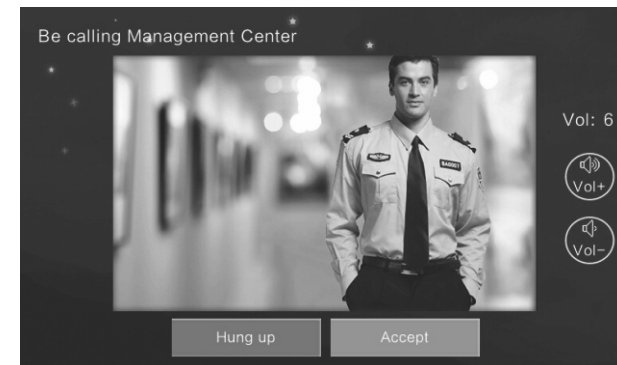 Be calling Management Center
Vol: 6
Vol+
Vol-
Hung up
Accept